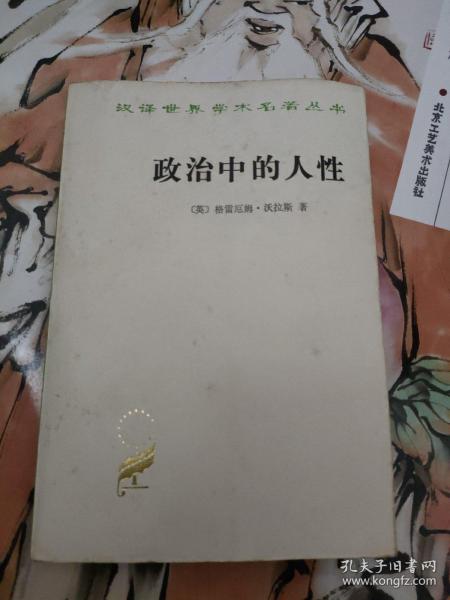 汉译世界学术名著丛书
政治中的人性
〔英〕格雷厄姆·沃拉斯 著
北京工艺美术出版社
孔夫子旧书网
www.kongfz.com